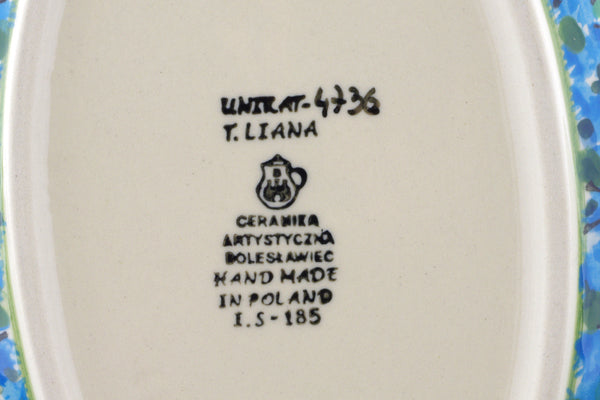 UNIKAT-4736
T. LIANA
CERAMIKA
ARTYSTYCZNA
BOLESŁAWIEC
HAND MADE
IN POLAND
I.S-185